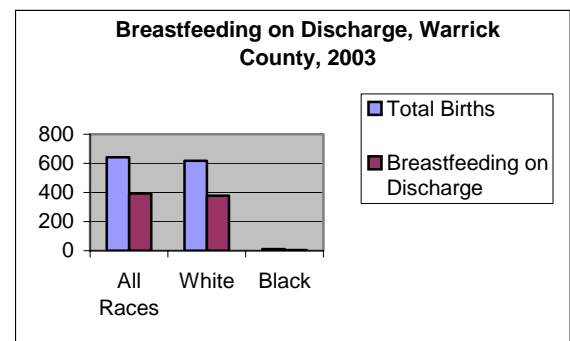 Breastfeeding on Discharge, Warrick
County, 2003
Total Births
Breastfeeding on
Discharge
800
600
400
200
0
All
Races
White
Black